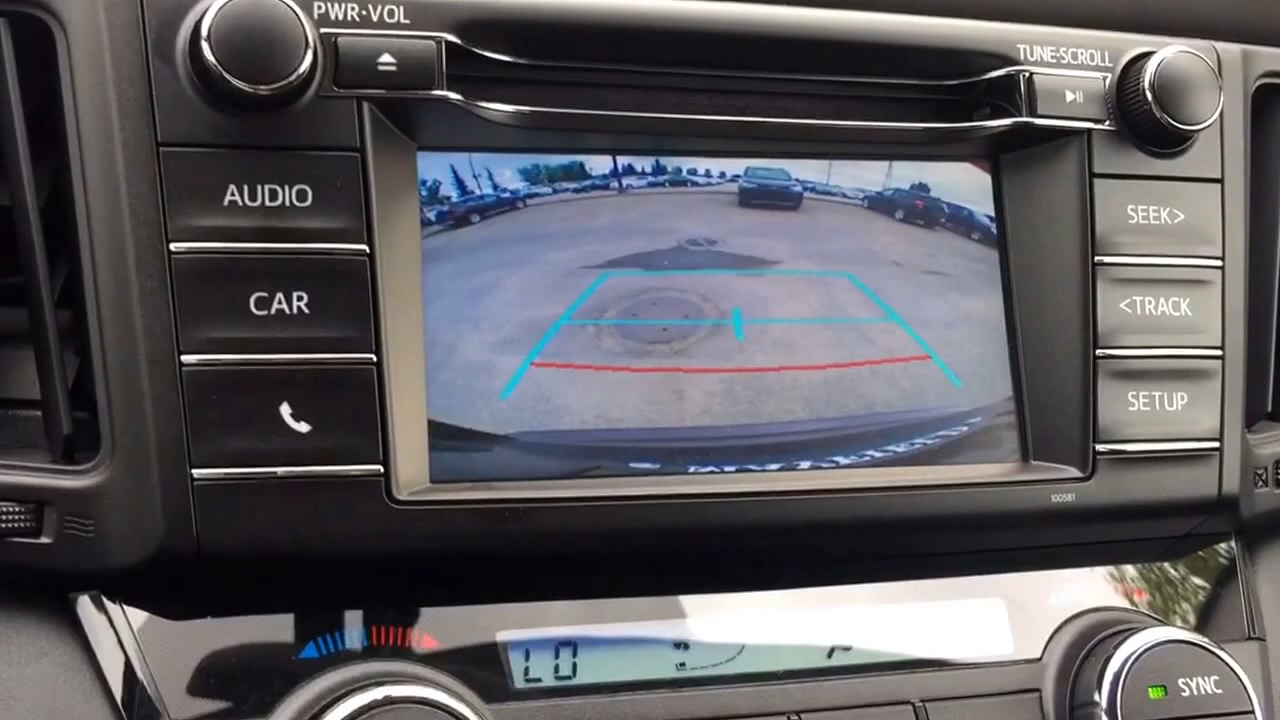 PWR·VOL
TUNE·SCROLL
AUDIO
SEEK>
CAR
<TRACK
SETUP
100581
LO
SYNC